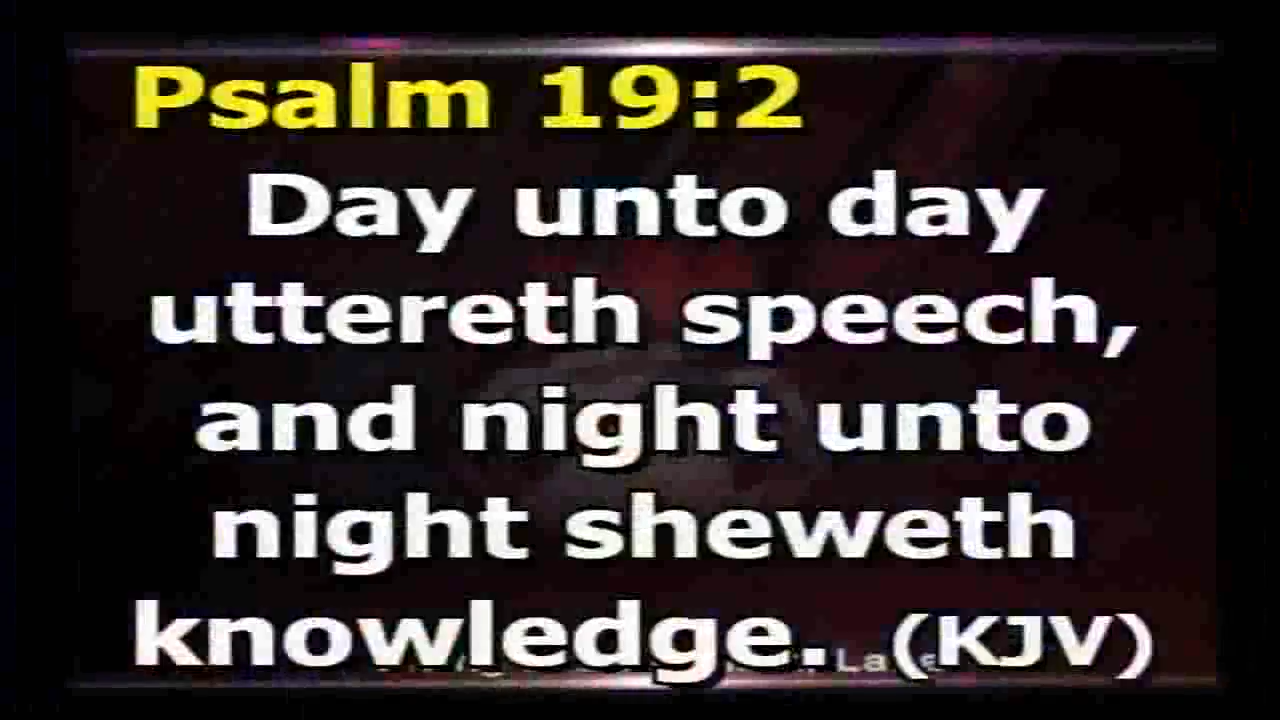 Psalm 19:2
Day unto day
uttereth speech,
and night unto
night sheweth
knowledge. (KJV)